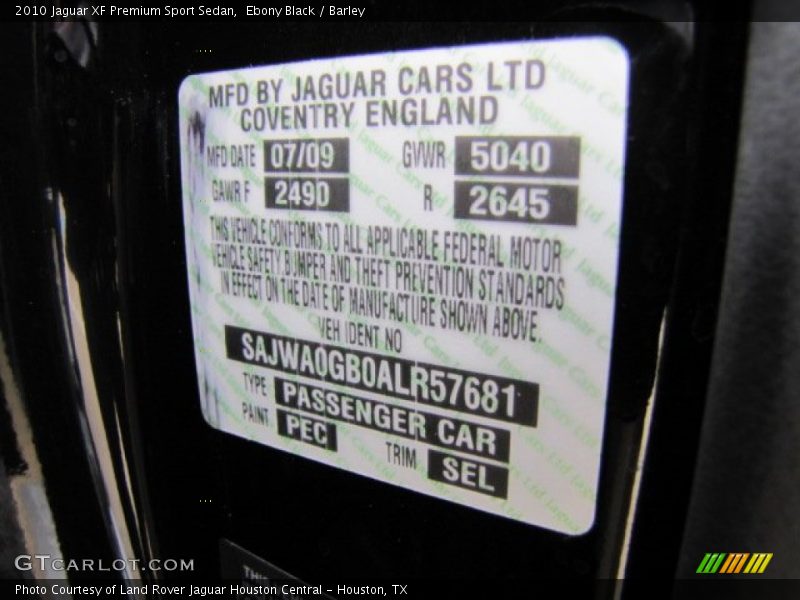 2010 Jaguar XF Premium Sport Sedan,  Ebony Black / Barley
MFD BY JAGUAR CARS LTD
COVENTRY ENGLAND
MFD DATE 07/09 GVWR 5040
GAWR F 2490 R 2645
THIS VEHICLE CONFORMS TO ALL APPLICABLE FEDERAL MOTOR
VEHICLE SAFETY,BUMPER AND THEFT PREVENTION STANDARDS
IN EFFECT ON THE DATE OF MANUFACTURE SHOWN ABOVE.
VEH IDENT NO
SAJWA0GB0ALR57681
TYPE PASSENGER CAR
PAINT PEC TRIM SEL
GTCARLOT.COM
Photo Courtesy of Land Rover Jaguar Houston Central - Houston, TX